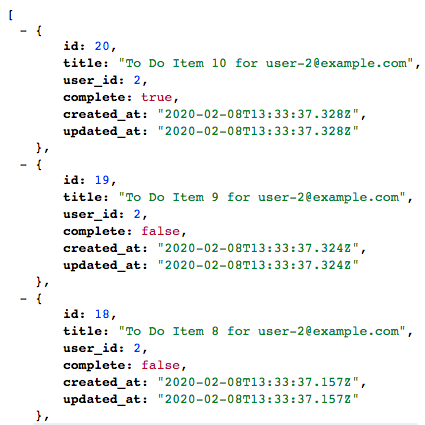 [
- {
id: 20,
title: "To Do Item 10 for user-2@example.com",
user_id: 2,
complete: true,
created_at: "2020-02-08T13:33:37.328Z",
updated_at: "2020-02-08T13:33:37.328Z"
},
- {
id: 19,
title: "To Do Item 9 for user-2@example.com",
user_id: 2,
complete: false,
created_at: "2020-02-08T13:33:37.324Z",
updated_at: "2020-02-08T13:33:37.324Z"
},
- {
id: 18,
title: "To Do Item 8 for user-2@example.com",
user_id: 2,
complete: false,
created_at: "2020-02-08T13:33:37.157Z",
updated_at: "2020-02-08T13:33:37.157Z"
},